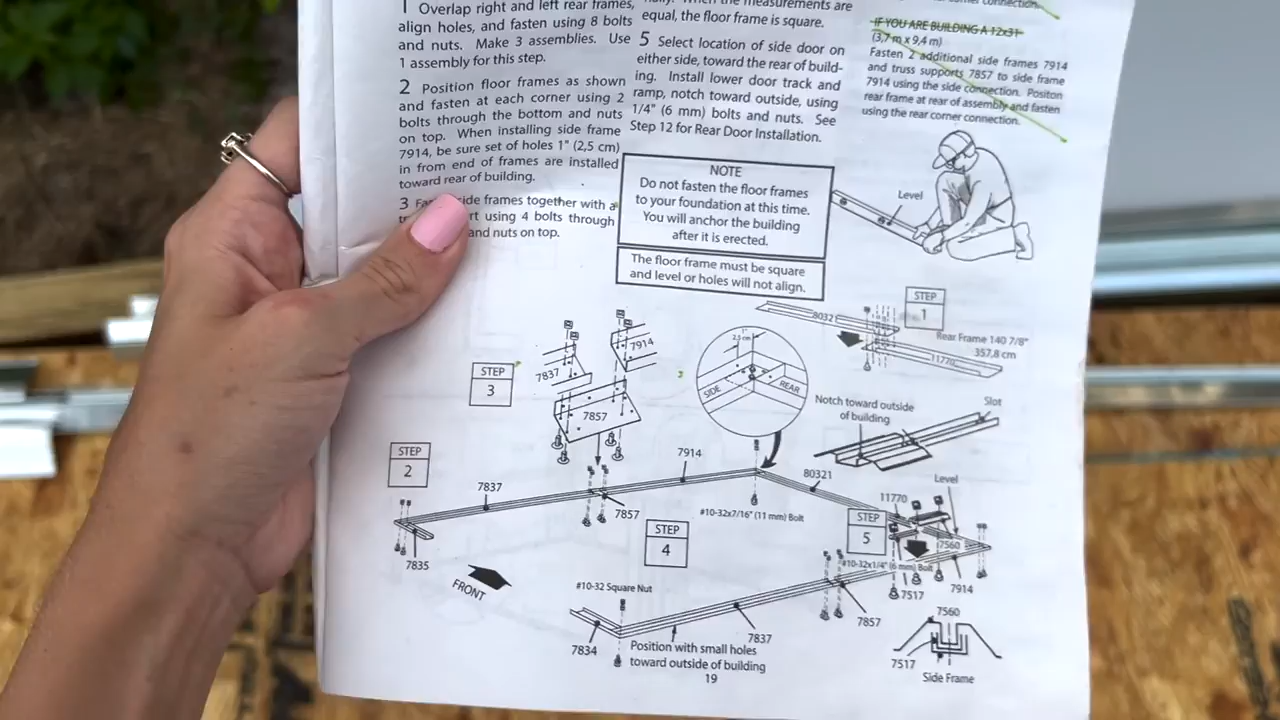 1 Overlap right and left rear frames,
align holes, and fasten using 8 bolts
and nuts. Make 3 assemblies. Use
1 assembly for this step.
2 Position floor frames as shown
and fasten at each corner using 2
bolts through the bottom and nuts
on top. When installing side frame
7914, be sure set of holes 1" (2,5 cm)
in from end of frames are installed
toward rear of building.
3 ide frames together with a
rt using 4 bolts through
and nuts on top.
measurements are
equal, the floor frame is square.
5 Select location of side door on
either side, toward the rear of build-
ing. Install lower door track and
ramp, notch toward outside, using
1/4" (6 mm) bolts and nuts. See
Step 12 for Rear Door Installation.
connection.
IF YOU ARE BUILDING A 12x31
(3,7 m x 9,4 m)
Fasten 2 additional side frames 7914
and truss supports 7857 to side frame
7914 using the side connection. Positon
rear frame at rear of assembly and fasten
using the rear corner connection.
NOTE
Do not fasten the floor frames
to your foundation at this time.
You will anchor the building
after it is erected.
The floor frame must be square
and level or holes will not align.
Level
STEP
1
80321
Rear Frame 140 7/8"
357,8 cm
11770
STEP
3
7837
7914
7857
1"
2,5 cm
SIDE
REAR
Notch toward outside
of building
Slot
STEP
2
7837
7914
80321
Level
11770
7857
#10-32x7/16" (11 mm) Bolt
STEP
4
STEP
5
7560
#10-32x1/4" (6 mm) Bolt
7835
FRONT
#10-32 Square Nut
7517
7914
7857
7560
7834
Position with small holes
toward outside of building
7837
7517
Side Frame
19